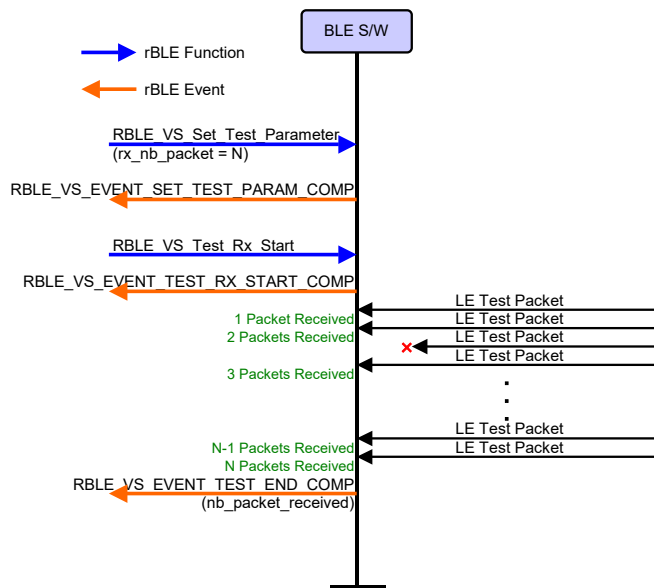 BLE S/W
rBLE Function
rBLE Event
RBLE_VS_Set_Test_Parameter
(rx_nb_packet = N)
RBLE_VS_EVENT_SET_TEST_PARAM_COMP
RBLE_VS_Test_Rx_Start
RBLE_VS_EVENT_TEST_RX_START_COMP
LE Test Packet
1 Packet Received
LE Test Packet
2 Packets Received
LE Test Packet
LE Test Packet
3 Packets Received
LE Test Packet
N-1 Packets Received
LE Test Packet
N Packets Received
RBLE_VS_EVENT_TEST_END_COMP
(nb_packet_received)